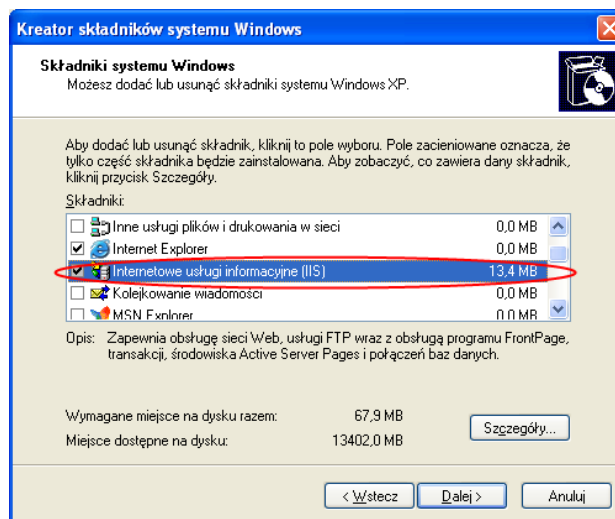 Kreator składników systemu Windows
Składniki systemu Windows
Możesz dodać lub usunąć składniki systemu Windows XP.
Aby dodać lub usunąć składnik, kliknij to pole wyboru. Pole zacieniowane oznacza, że
tylko część składnika będzie zainstalowana. Aby zobaczyć, co zawiera dany składnik,
kliknij przycisk Szczegóły.
Składniki:
Inne usługi plików i drukowania w sieci 0,0 MB
Internet Explorer 0,0 MB
Internetowe usługi informacyjne (IIS) 13,4 MB
Kolejkowanie wiadomości 0,0 MB
MSN Explorer 0,0 MB
Opis: Zapewnia obsługę sieci Web, usługi FTP wraz z obsługą programu FrontPage,
transakcji, środowiska Active Server Pages i połączeń baz danych.
Wymagane miejsce na dysku razem: 67,9 MB
Miejsce dostępne na dysku: 13402,0 MB
Szczegóły...
< Wstecz Dalej > Anuluj